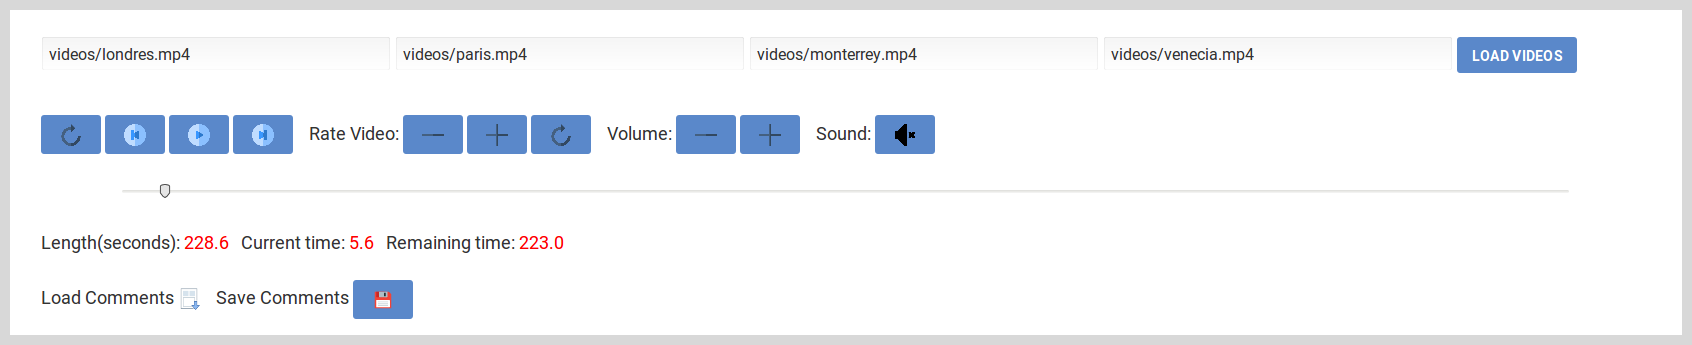 videos/londres.mp4 videos/paris.mp4 videos/monterrey.mp4 videos/venecia.mp4 LOAD VIDEOS
Rate Video: Volume: Sound:
Length(seconds): 228.6 Current time: 5.6 Remaining time: 223.0
Load Comments Save Comments